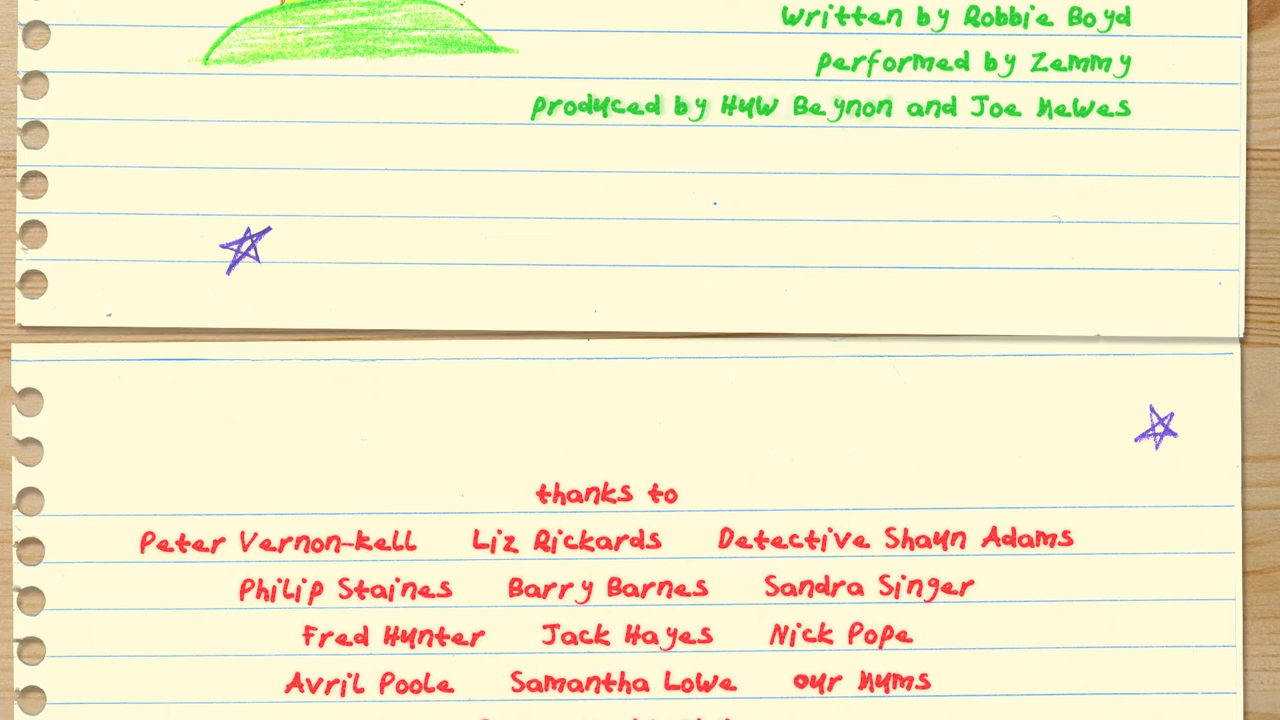 written by Robbie Boyd
performed by Zemmy
produced by Huw Beynon and Joe Mewes
thanks to
Peter Vernon-kell Liz Rickards Detective Shaun Adams
Philip Staines Barry Barnes Sandra Singer
Fred Hunter Jack Hayes Nick Pope
Avril Poole Samantha Lowe our Mums